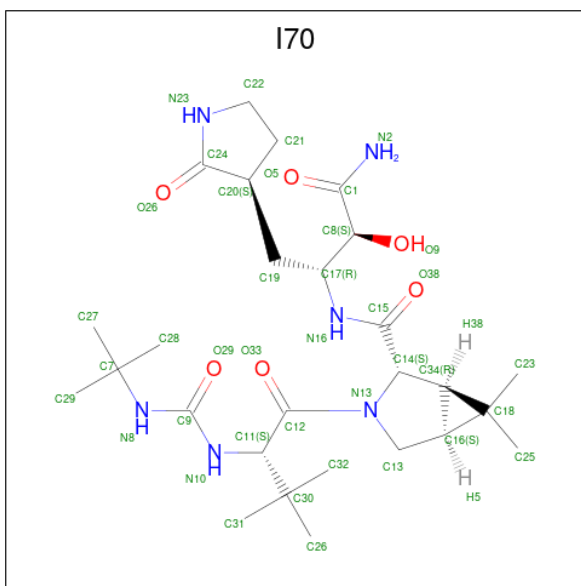 I70
C22
N23
HN
C21
N2
NH2
C24
O5
C1
O26
O
O
C20(S)
C8(S)
OH
O9
C19
C17(R)
O38
O
C15
N16
N
H
H38
H
C14(S)
C34(R)
C27
C28
C7
O29
O
O33
O
C23
C29
N13
N
C18
N
H
N8
C9
C11(S)
C12
C16(S)
N
H
N10
C13
C25
H
H5
C32
C30
C31
C26